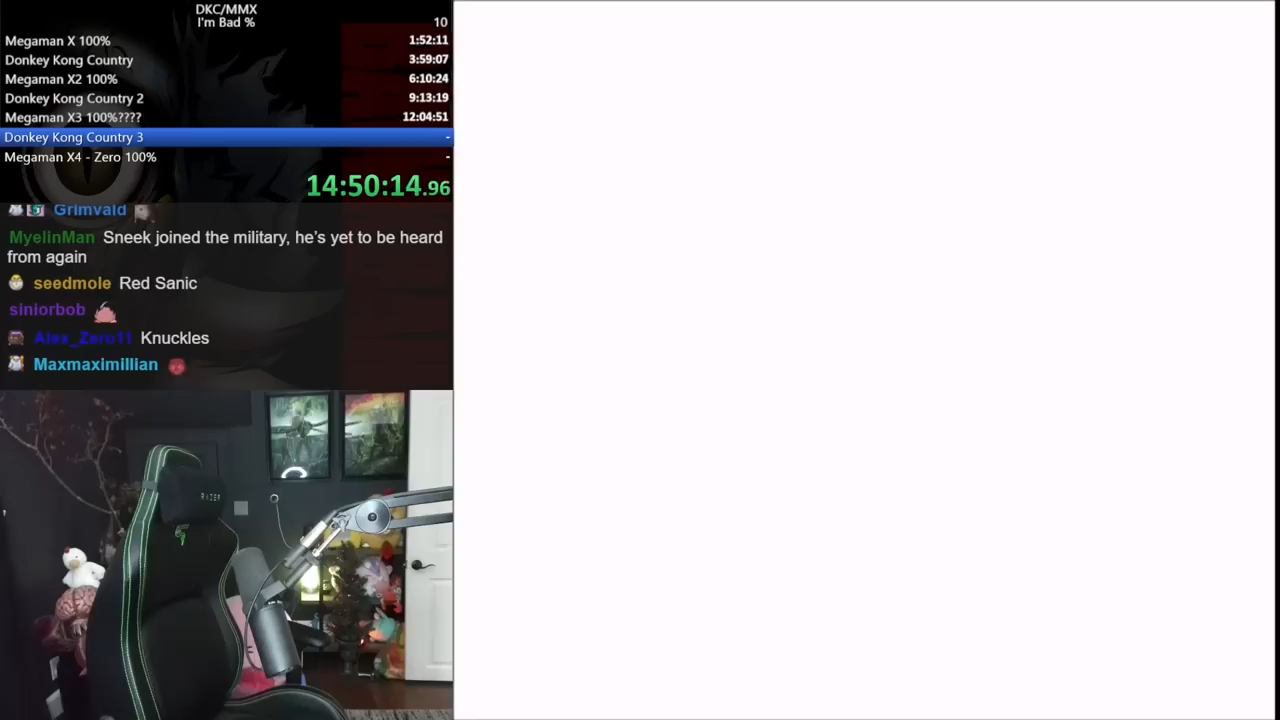 DKC/MMX
I'm Bad %
10
Megaman X 100% 1:52:11
Donkey Kong Country 3:59:07
Megaman X2 100% 6:10:24
Donkey Kong Country 2 9:13:19
Megaman X3 100%???? 12:04:51
Donkey Kong Country 3 -
Megaman X4 - Zero 100% -
14:50:14.96
Grimvald
MyelinMan Sneek joined the military, he's yet to be heard
from again
seedmole Red Sanic
siniorbob
Alex_Zero11 Knuckles
Maxmaximillian
RAZER